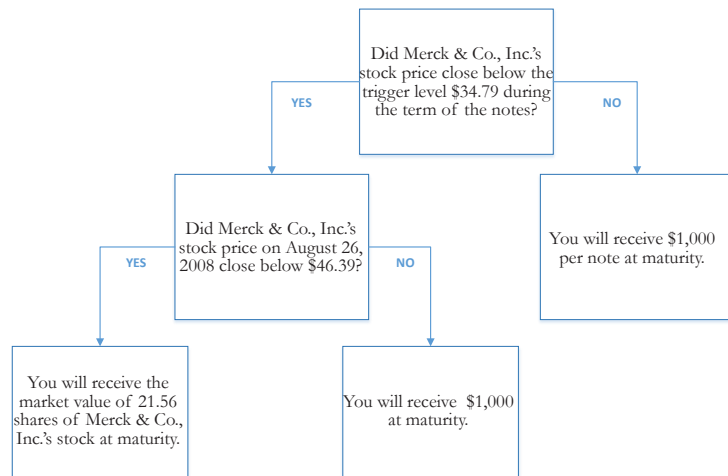 Did Merck & Co., Inc.'s
stock price close below the
trigger level $34.79 during
the term of the notes?
YES
NO
Did Merck & Co., Inc.'s
stock price on August 26,
2008 close below $46.39?
You will receive $1,000
per note at maturity.
YES
NO
You will receive the
market value of 21.56
shares of Merck & Co.,
Inc.'s stock at maturity.
You will receive $1,000
at maturity.